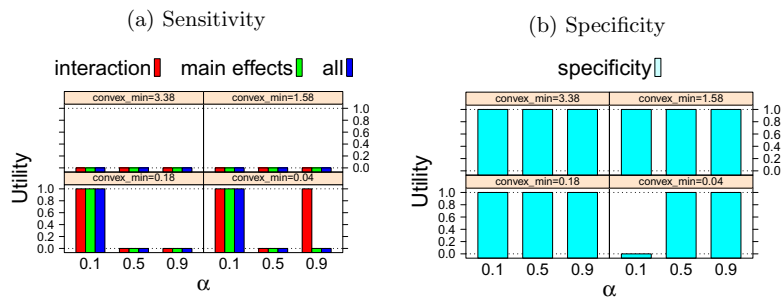 (a) Sensitivity
interaction main effects all
convex_min=3.38 convex_min=1.58
1.0
0.8
0.6
0.4
0.2
0.0
convex_min=0.18 convex_min=0.04
1.0
0.8
0.6
0.4
0.2
0.0
Utility
0.1 0.5 0.9 0.1 0.5 0.9
α
(b) Specificity
specificity
convex_min=3.38 convex_min=1.58
1.0
0.8
0.6
0.4
0.2
0.0
convex_min=0.18 convex_min=0.04
1.0
0.8
0.6
0.4
0.2
0.0
Utility
0.1 0.5 0.9 0.1 0.5 0.9
α